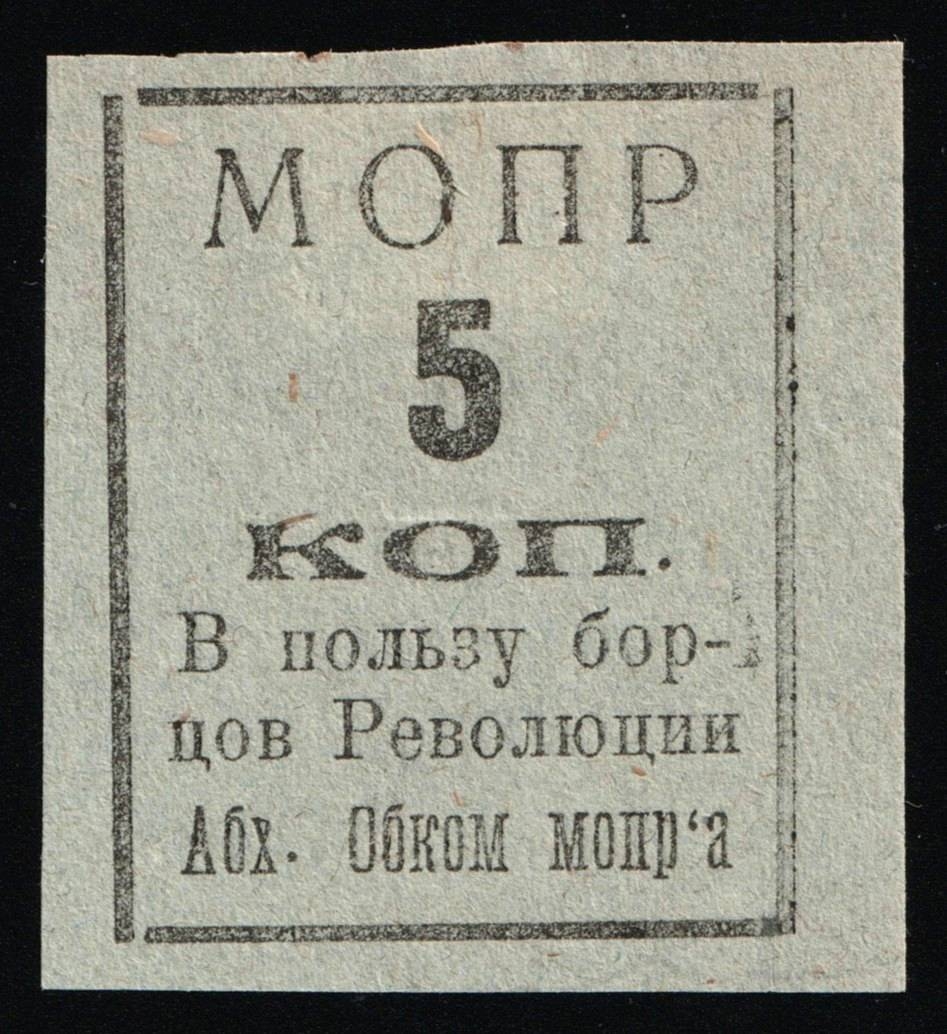 МОПР
5
КОП.
В пользу бор-
цов Революции
Абх. Обком мопр‘а